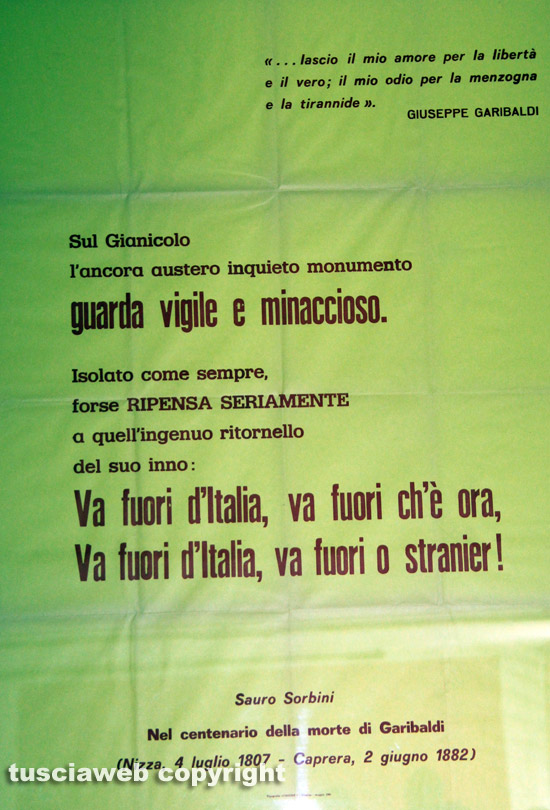 «...lascio il mio amore per la libertà
e il vero; il mio odio per la menzogna
e la tirannide».
GIUSEPPE GARIBALDI
Sul Gianicolo
l'ancora austero inquieto monumento
guarda vigile e minaccioso.
Isolato come sempre,
forse RIPENSA SERIAMENTE
a quell'ingenuo ritornello
del suo inno:
Va fuori d'Italia, va fuori ch'è ora,
Va fuori d'Italia, va fuori o stranier!
Sauro Sorbini
Nel centenario della morte di Garibaldi
(Nizza, 4 luglio 1807 - Caprera, 2 giugno 1882)
tusciaweb copyright